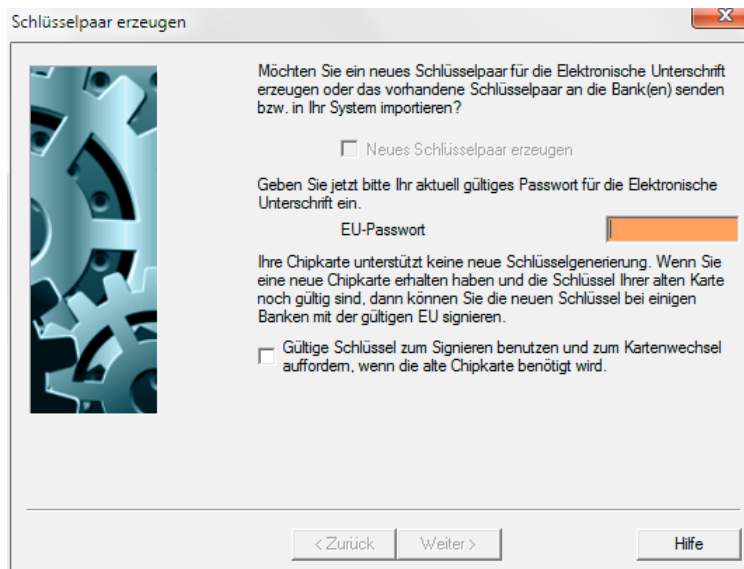 Schlüsselpaar erzeugen
x
Möchten Sie ein neues Schlüsselpaar für die Elektronische Unterschrift
erzeugen oder das vorhandene Schlüsselpaar an die Bank(en) senden
bzw. in Ihr System importieren?
Neues Schlüsselpaar erzeugen
Geben Sie jetzt bitte Ihr aktuell gültiges Passwort für die Elektronische
Unterschrift ein.
EU-Passwort
Ihre Chipkarte unterstützt keine neue Schlüsselgenerierung. Wenn Sie
eine neue Chipkarte erhalten haben und die Schlüssel Ihrer alten Karte
noch gültig sind, dann können Sie die neuen Schlüssel bei einigen
Banken mit der gültigen EU signieren.
Gültige Schlüssel zum Signieren benutzen und zum Kartenwechsel
auffordern, wenn die alte Chipkarte benötigt wird.
< Zurück Weiter > Hilfe